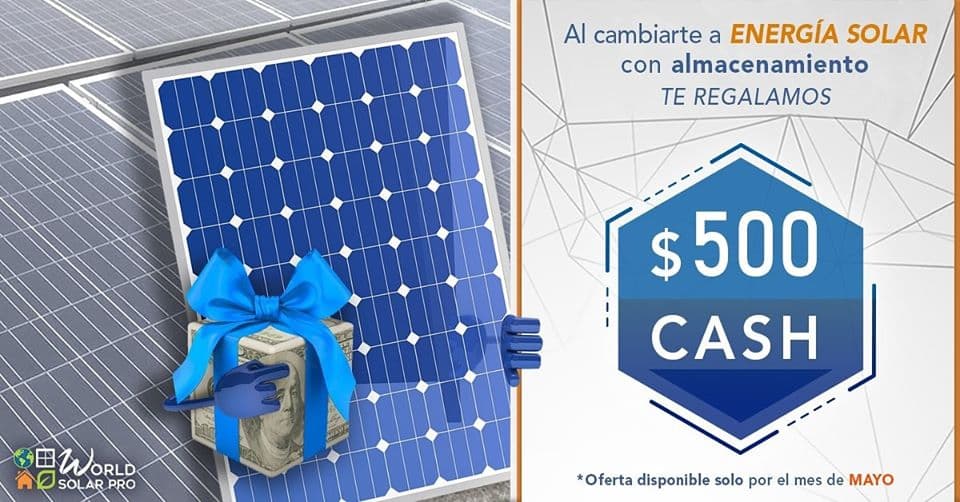 Al cambiarte a ENERGÍA SOLAR
con almacenamiento
TE REGALAMOS
$500
CASH
*Oferta disponible solo por el mes de MAYO
WORLD
SOLAR PRO